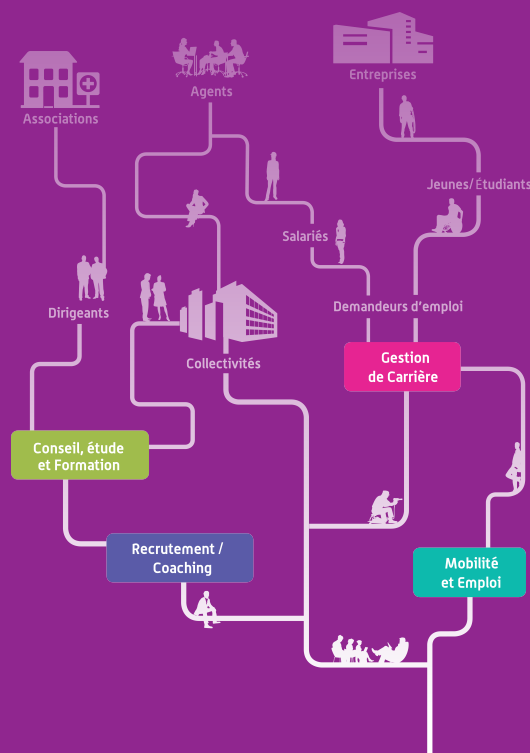 Entreprises
Agents
Associations
Jeunes/Étudiants
Salariés
Demandeurs d'emploi
Dirigeants
Collectivités
Gestion
de Carrière
Conseil, étude
et Formation
Recrutement /
Coaching
Mobilité
et Emploi